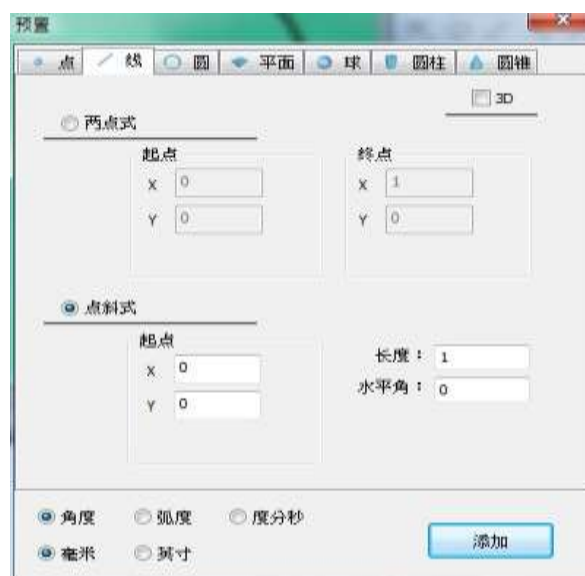 预置
点 线 圆 平面 球 圆柱 圆锥
3D
两点式
起点 终点
X 0 X 1
Y 0 Y 0
点斜式
起点
X 0 长度： 1
Y 0 水平角： 0
角度 弧度 度分秒
毫米 英寸 添加